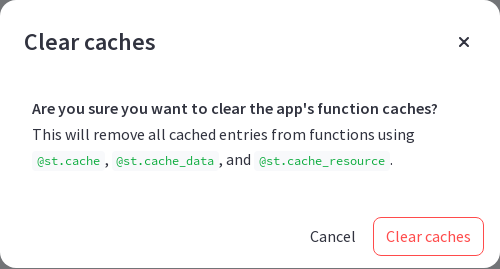 Clear caches
Are you sure you want to clear the app's function caches?
This will remove all cached entries from functions using
@st.cache, @st.cache_data, and @st.cache_resource.
Cancel
Clear caches